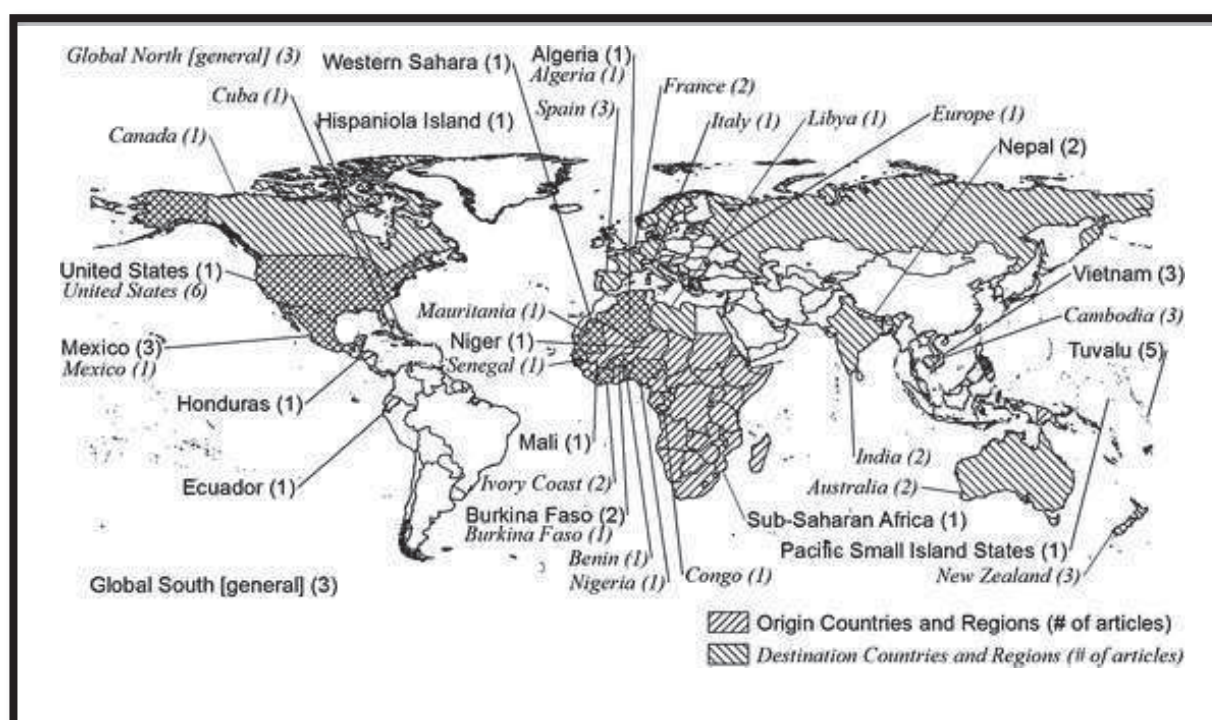 Global North [general] (3)
Western Sahara (1)
Algeria (1)
Algeria (1)
France (2)
Cuba (1)
Spain (3)
Italy (1)
Libya (1)
Europe (1)
Hispaniola Island (1)
Canada (1)
Nepal (2)
United States (1)
United States (6)
Vietnam (3)
Mauritania (1)
Cambodia (3)
Mexico (3)
Mexico (1)
Niger (1)
Tuvalu (5)
Senegal (1)
Honduras (1)
Mali (1)
India (2)
Ecuador (1)
Ivory Coast (2)
Australia (2)
Burkina Faso (2)
Burkina Faso (1)
Sub-Saharan Africa (1)
Benin (1)
Pacific Small Island States (1)
Nigeria (1)
Congo (1)
New Zealand (3)
Global South [general] (3)
Origin Countries and Regions (# of articles)
Destination Countries and Regions (# of articles)